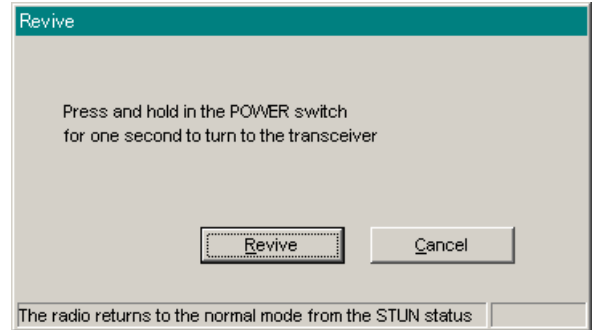 Revive
Press and hold in the POWER switch
for one second to turn to the transceiver
Revive
Cancel
The radio returns to the normal mode from the STUN status